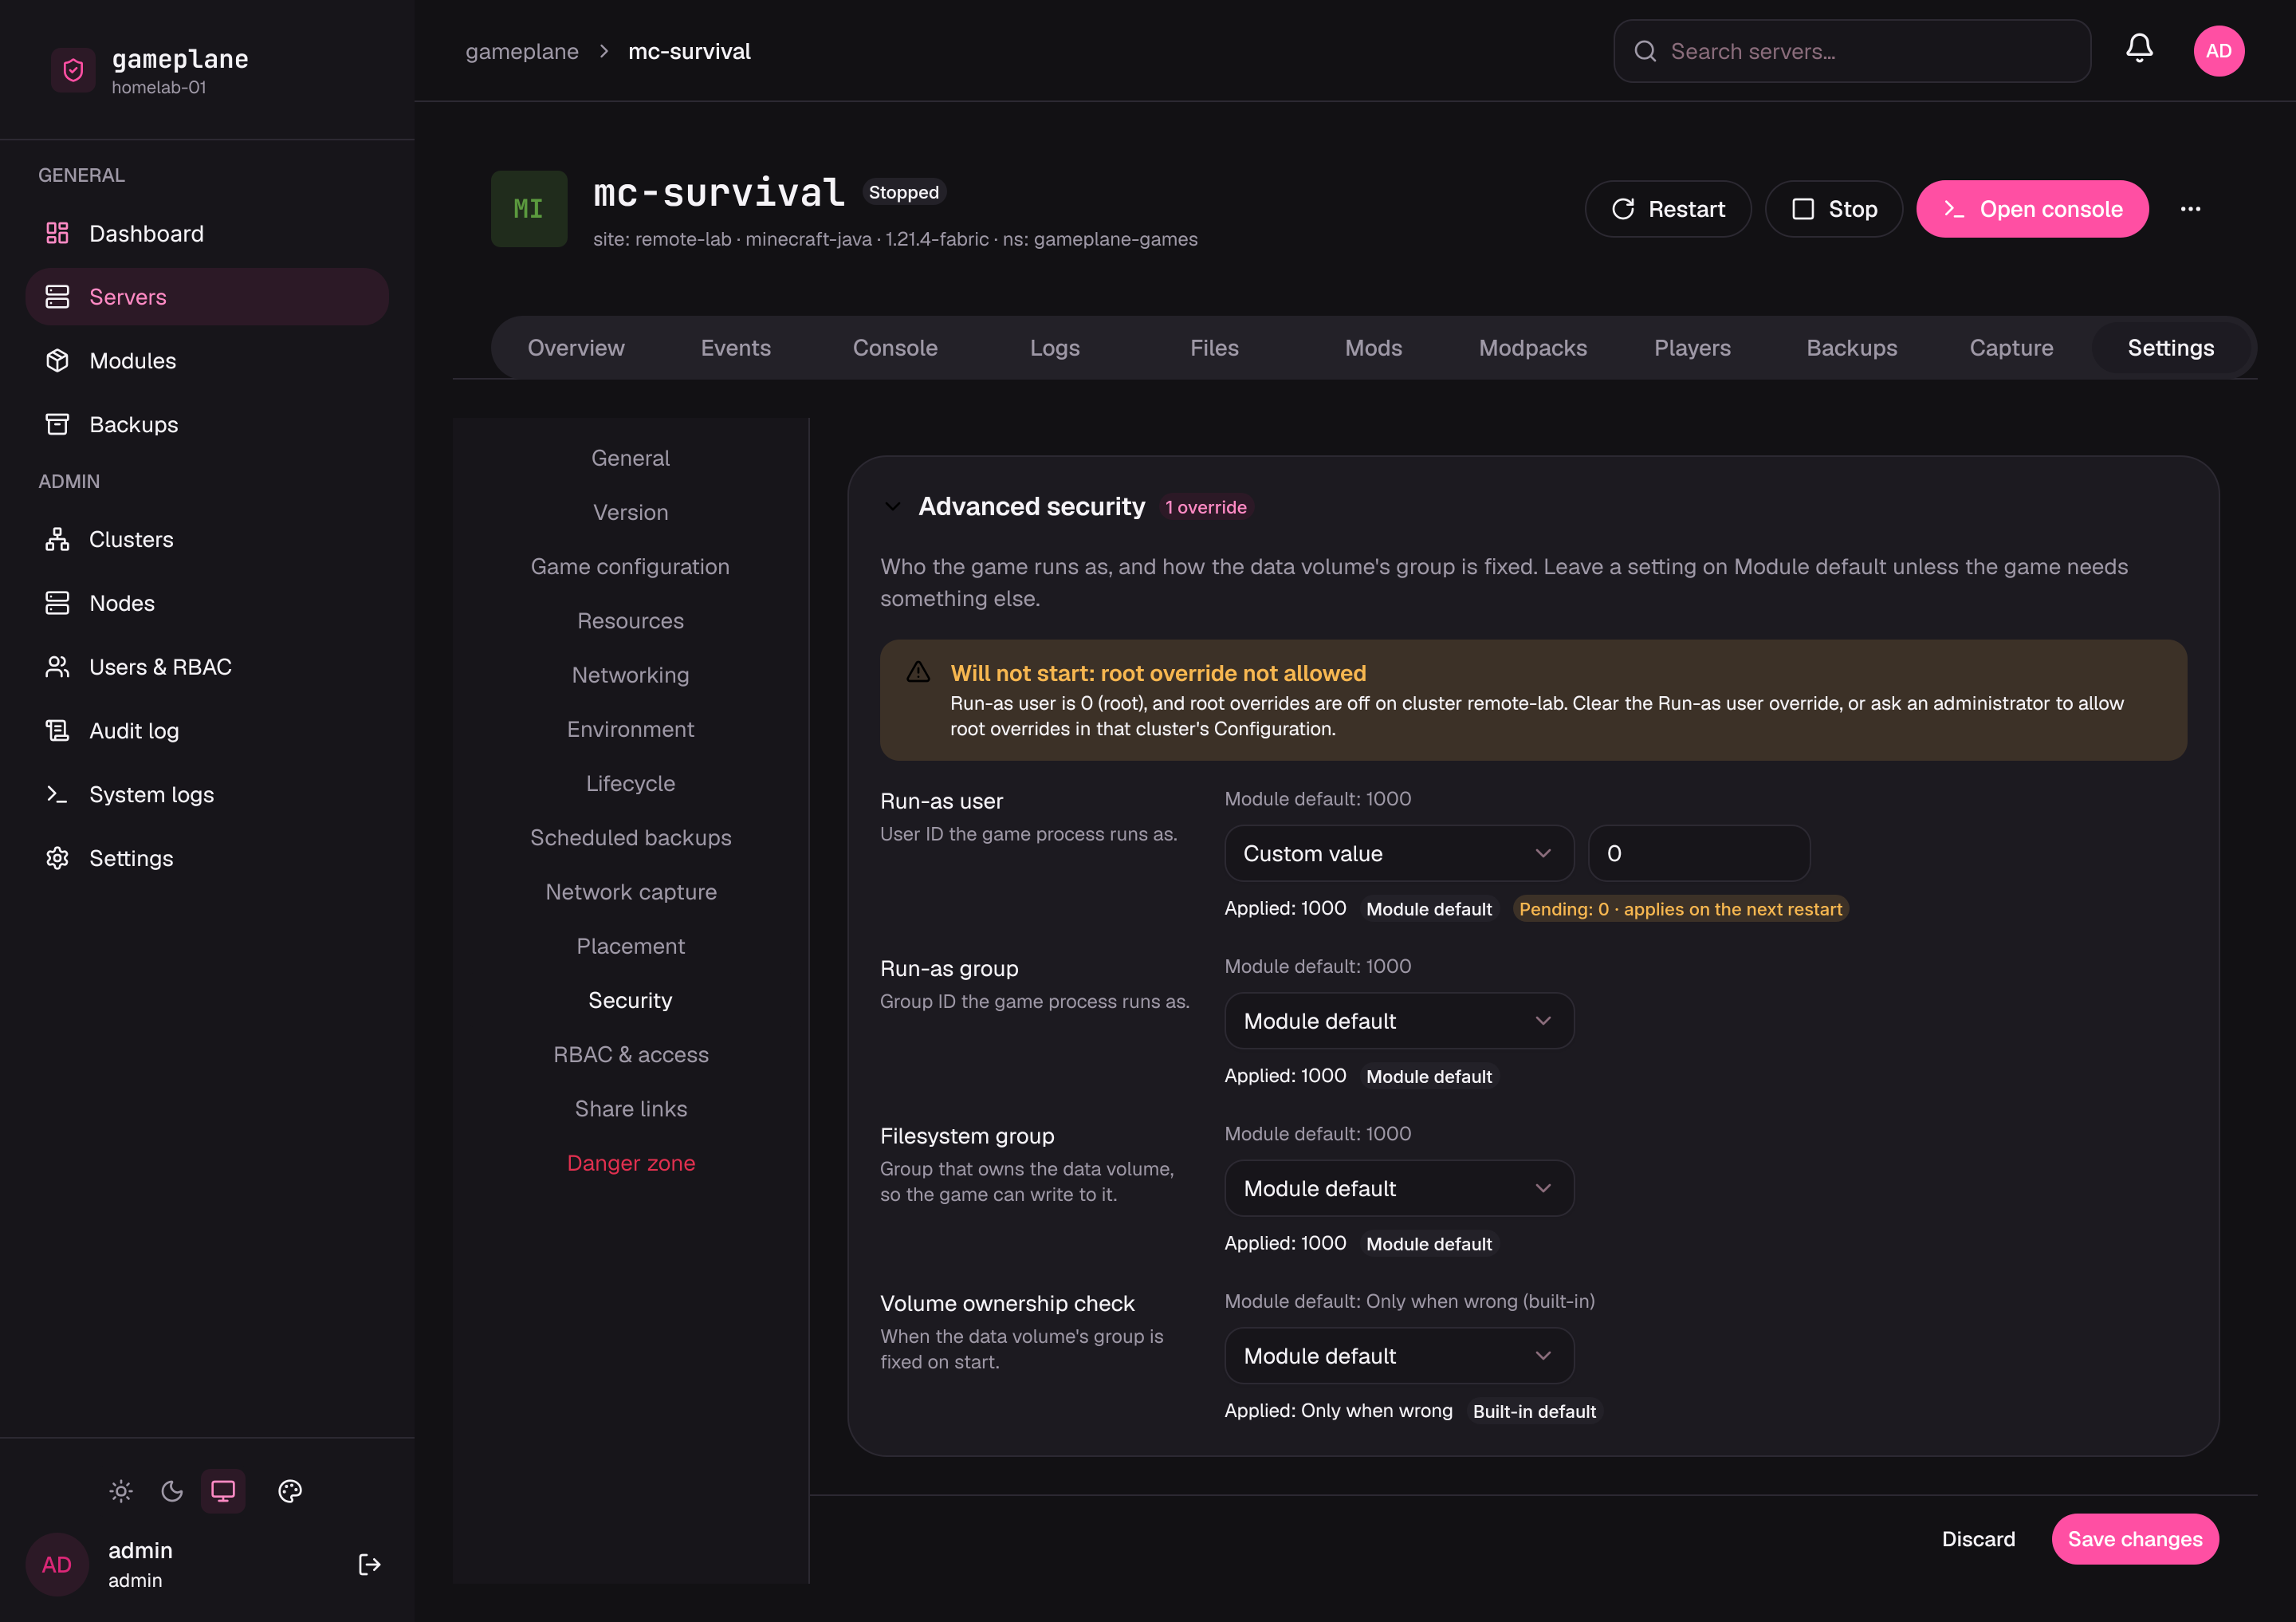 gameplane
homelab-01
GENERAL
Dashboard
Servers
Modules
Backups
ADMIN
Clusters
Nodes
Users & RBAC
Audit log
System logs
Settings
AD
admin
admin
gameplane > mc-survival
Search servers...
AD
MI
mc-survival Stopped
site: remote-lab · minecraft-java · 1.21.4-fabric · ns: gameplane-games
Restart
Stop
Open console
Overview Events Console Logs Files Mods Modpacks Players Backups Capture Settings
General
Version
Game configuration
Resources
Networking
Environment
Lifecycle
Scheduled backups
Network capture
Placement
Security
RBAC & access
Share links
Danger zone
Advanced security 1 override
Who the game runs as, and how the data volume's group is fixed. Leave a setting on Module default unless the game needs
something else.
Will not start: root override not allowed
Run-as user is 0 (root), and root overrides are off on cluster remote-lab. Clear the Run-as user override, or ask an administrator to allow
root overrides in that cluster's Configuration.
Run-as user
User ID the game process runs as.
Module default: 1000
Custom value 0
Applied: 1000 Module default Pending: 0 · applies on the next restart
Run-as group
Group ID the game process runs as.
Module default: 1000
Module default
Applied: 1000 Module default
Filesystem group
Group that owns the data volume,
so the game can write to it.
Module default: 1000
Module default
Applied: 1000 Module default
Volume ownership check
When the data volume's group is
fixed on start.
Module default: Only when wrong (built-in)
Module default
Applied: Only when wrong Built-in default
Discard
Save changes